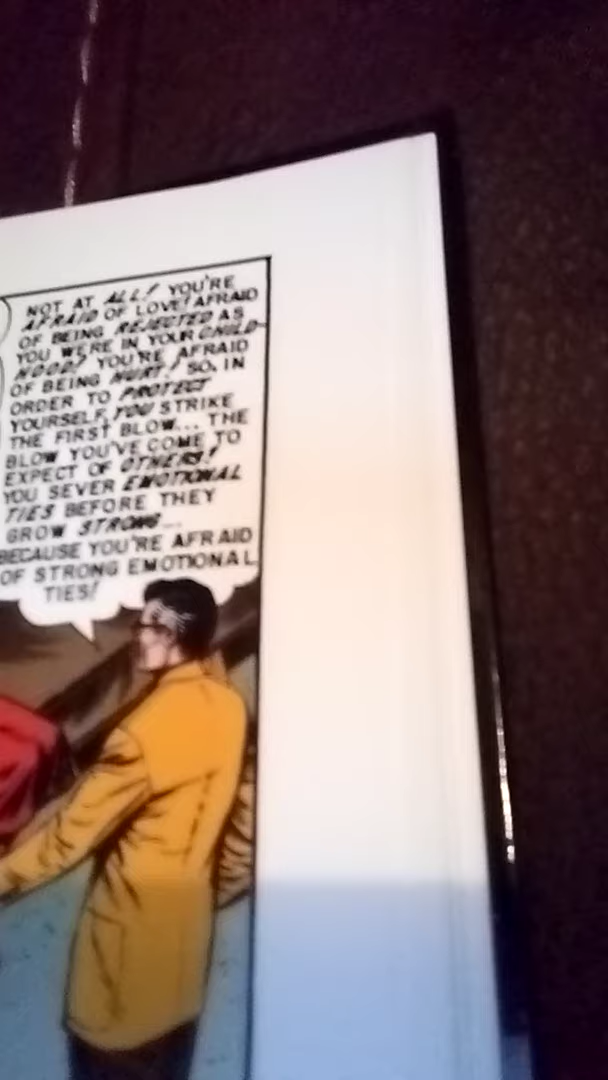 NOT AT ALL! YOU'RE
AFRAID OF LOVE! AFRAID
OF BEING REJECTED AS
YOU WERE IN YOUR CHILD-
HOOD! YOU'RE AFRAID
OF BEING HURT! SO, IN
ORDER TO PROTECT
YOURSELF, YOU STRIKE
THE FIRST BLOW... THE
BLOW YOU'VE COME TO
EXPECT OF OTHERS!
YOU SEVER EMOTIONAL
TIES BEFORE THEY
GROW STRONG...
BECAUSE YOU'RE AFRAID
OF STRONG EMOTIONAL
TIES!